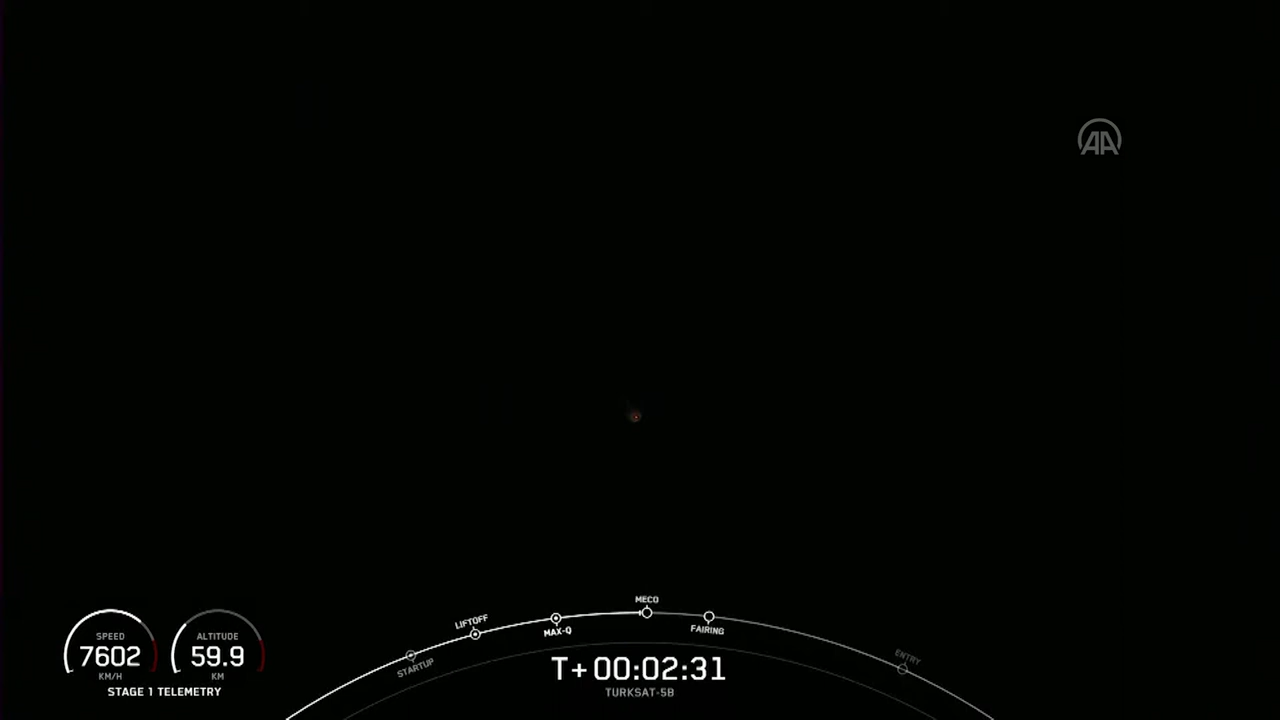 AA
MECO
LIFTOFF
MAX-Q
FAIRING
STARTUP
ENTRY
SPEED
7602
KM/H
ALTITUDE
59.9
KM
STAGE 1 TELEMETRY
T+00:02:31
TURKSAT-5B